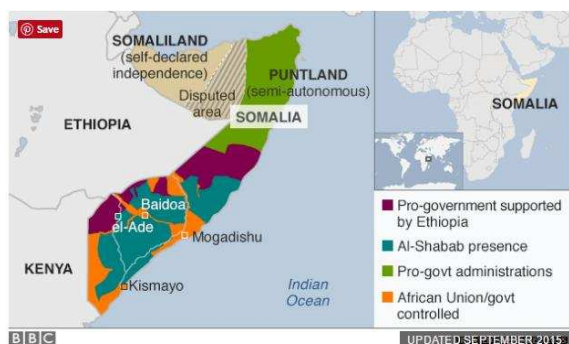 Save
SOMALILAND
(self-declared
independence)
Disputed
area
PUNTLAND
(semi-autonomous)
SOMALIA
ETHIOPIA
Baidoa
el-Ade
Mogadishu
KENYA
Kismayo
Indian
Ocean
SOMALIA
Pro-government supported
by Ethiopia
Al-Shabab presence
Pro-govt administrations
African Union/govt
controlled
BBC
UPDATED SEPTEMBER 2015